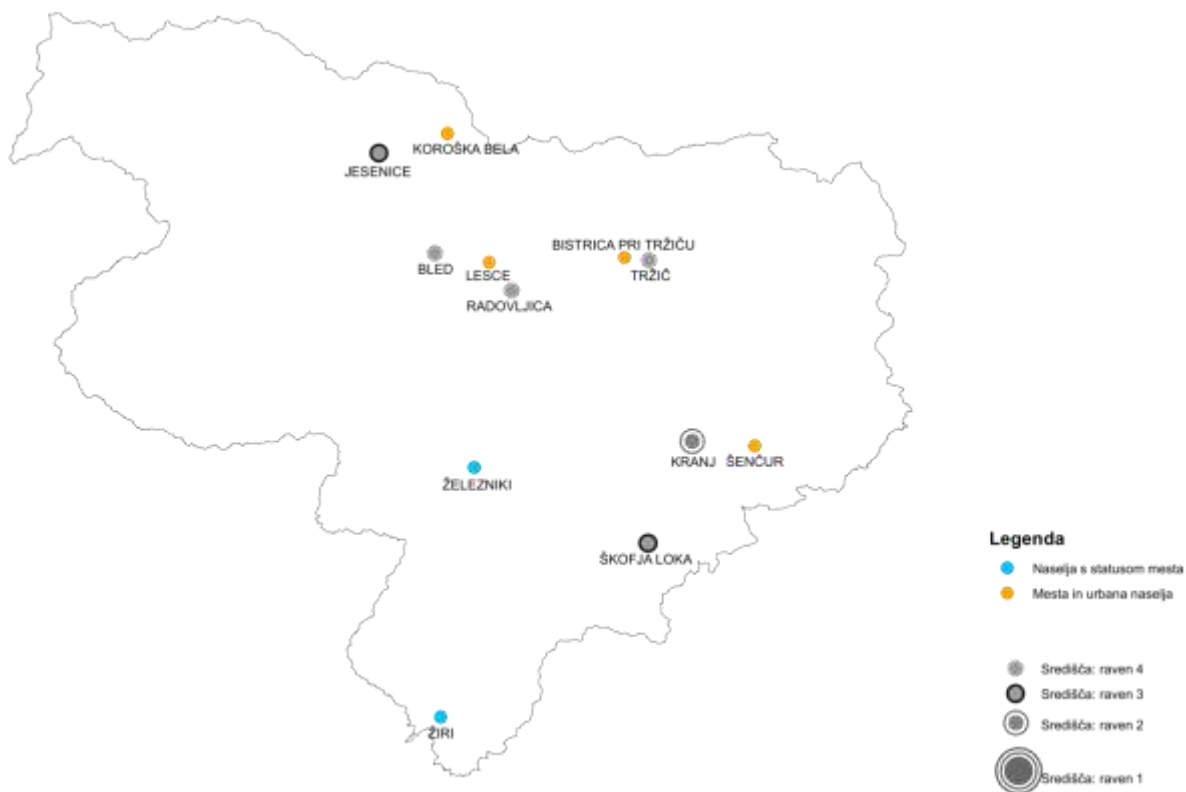 KOROŠKA BELA
JESENICE
BISTRICA PRI TRŽIČU
BLED
LESCE
TRŽIČ
RADOVLJICA
KRANJ
ŠENČUR
ŽELEZNIKI
ŠKOFJA LOKA
ŽIRI
Legenda
Naselja s statusom mesta
Mesta in urbana naselja
Središča: raven 4
Središča: raven 3
Središča: raven 2
Središča: raven 1